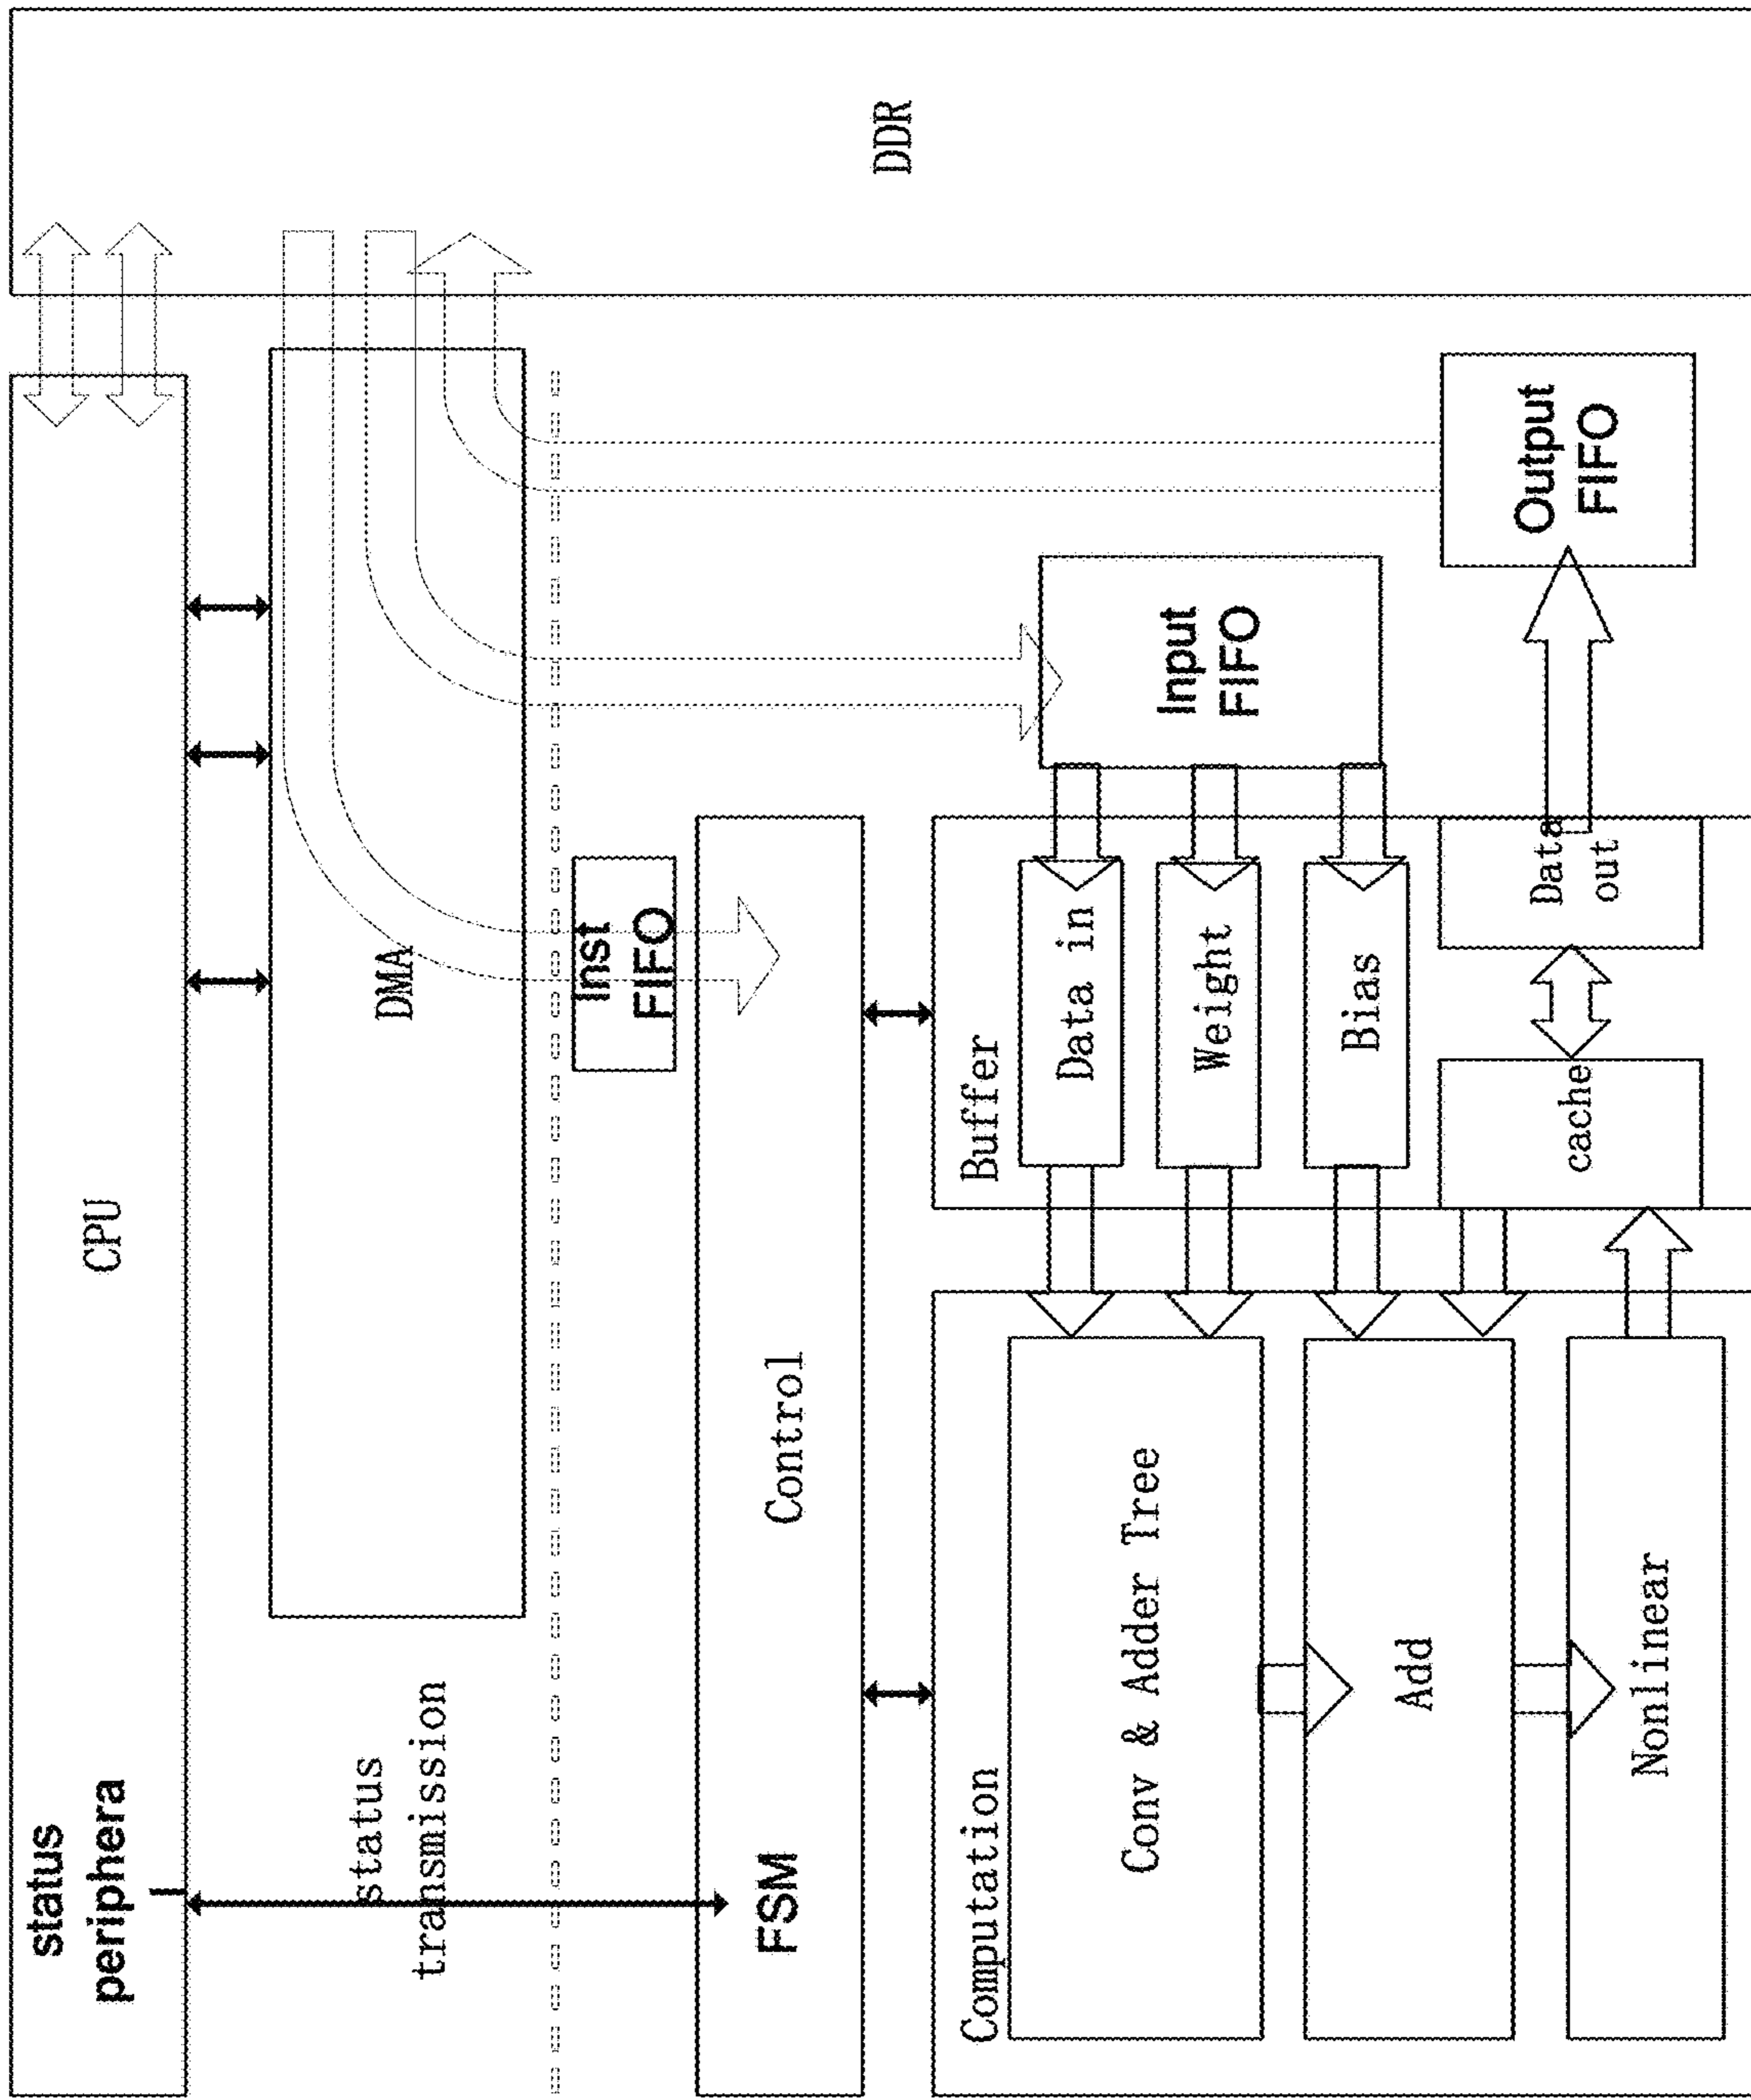 status
periphera
l
CPU
status
transmission
DMA
Inst
FIFO
FSM
Control
Computation
Conv & Adder Tree
Add
Nonlinear
Buffer
Data in
Weight
Bias
cache
Data
out
Input
FIFO
Output
FIFO
DDR